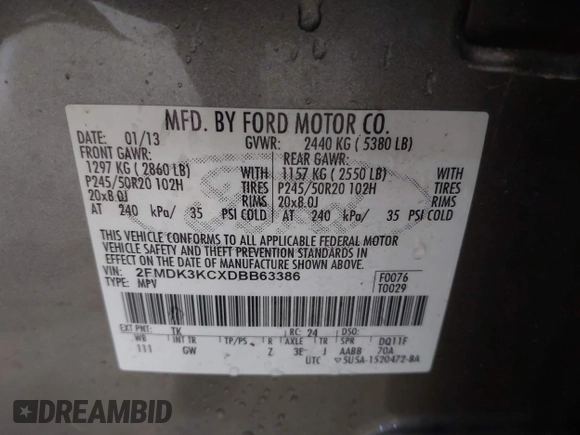 MFD. BY FORD MOTOR CO.
DATE: 01/13 GVWR: 2440 KG ( 5380 LB)
FRONT GAWR: REAR GAWR:
1297 KG ( 2860 LB) WITH 1157 KG ( 2550 LB) WITH
P245/50R20 102H TIRES P245/50R20 102H TIRES
20x8.0J RIMS 20x8.0J RIMS
AT 240 kPa/ 35 PSI COLD AT 240 kPa/ 35 PSI COLD
THIS VEHICLE CONFORMS TO ALL APPLICABLE FEDERAL MOTOR
VEHICLE SAFETY AND THEFT PREVENTION STANDARDS IN
EFFECT ON THE DATE OF MANUFACTURE SHOWN ABOVE.
VIN: 2FMDK3KCXDBB63386 F0076
TYPE: MPV T0029
EXT PNT: TK RC: 24 DSO:
WB INT TR TP/PS R AXLE TR SPR DQ11F
111 GW Z 3E J AABB 70A
UTC 5U5A-1520472-BA
Ford
DREAMBID